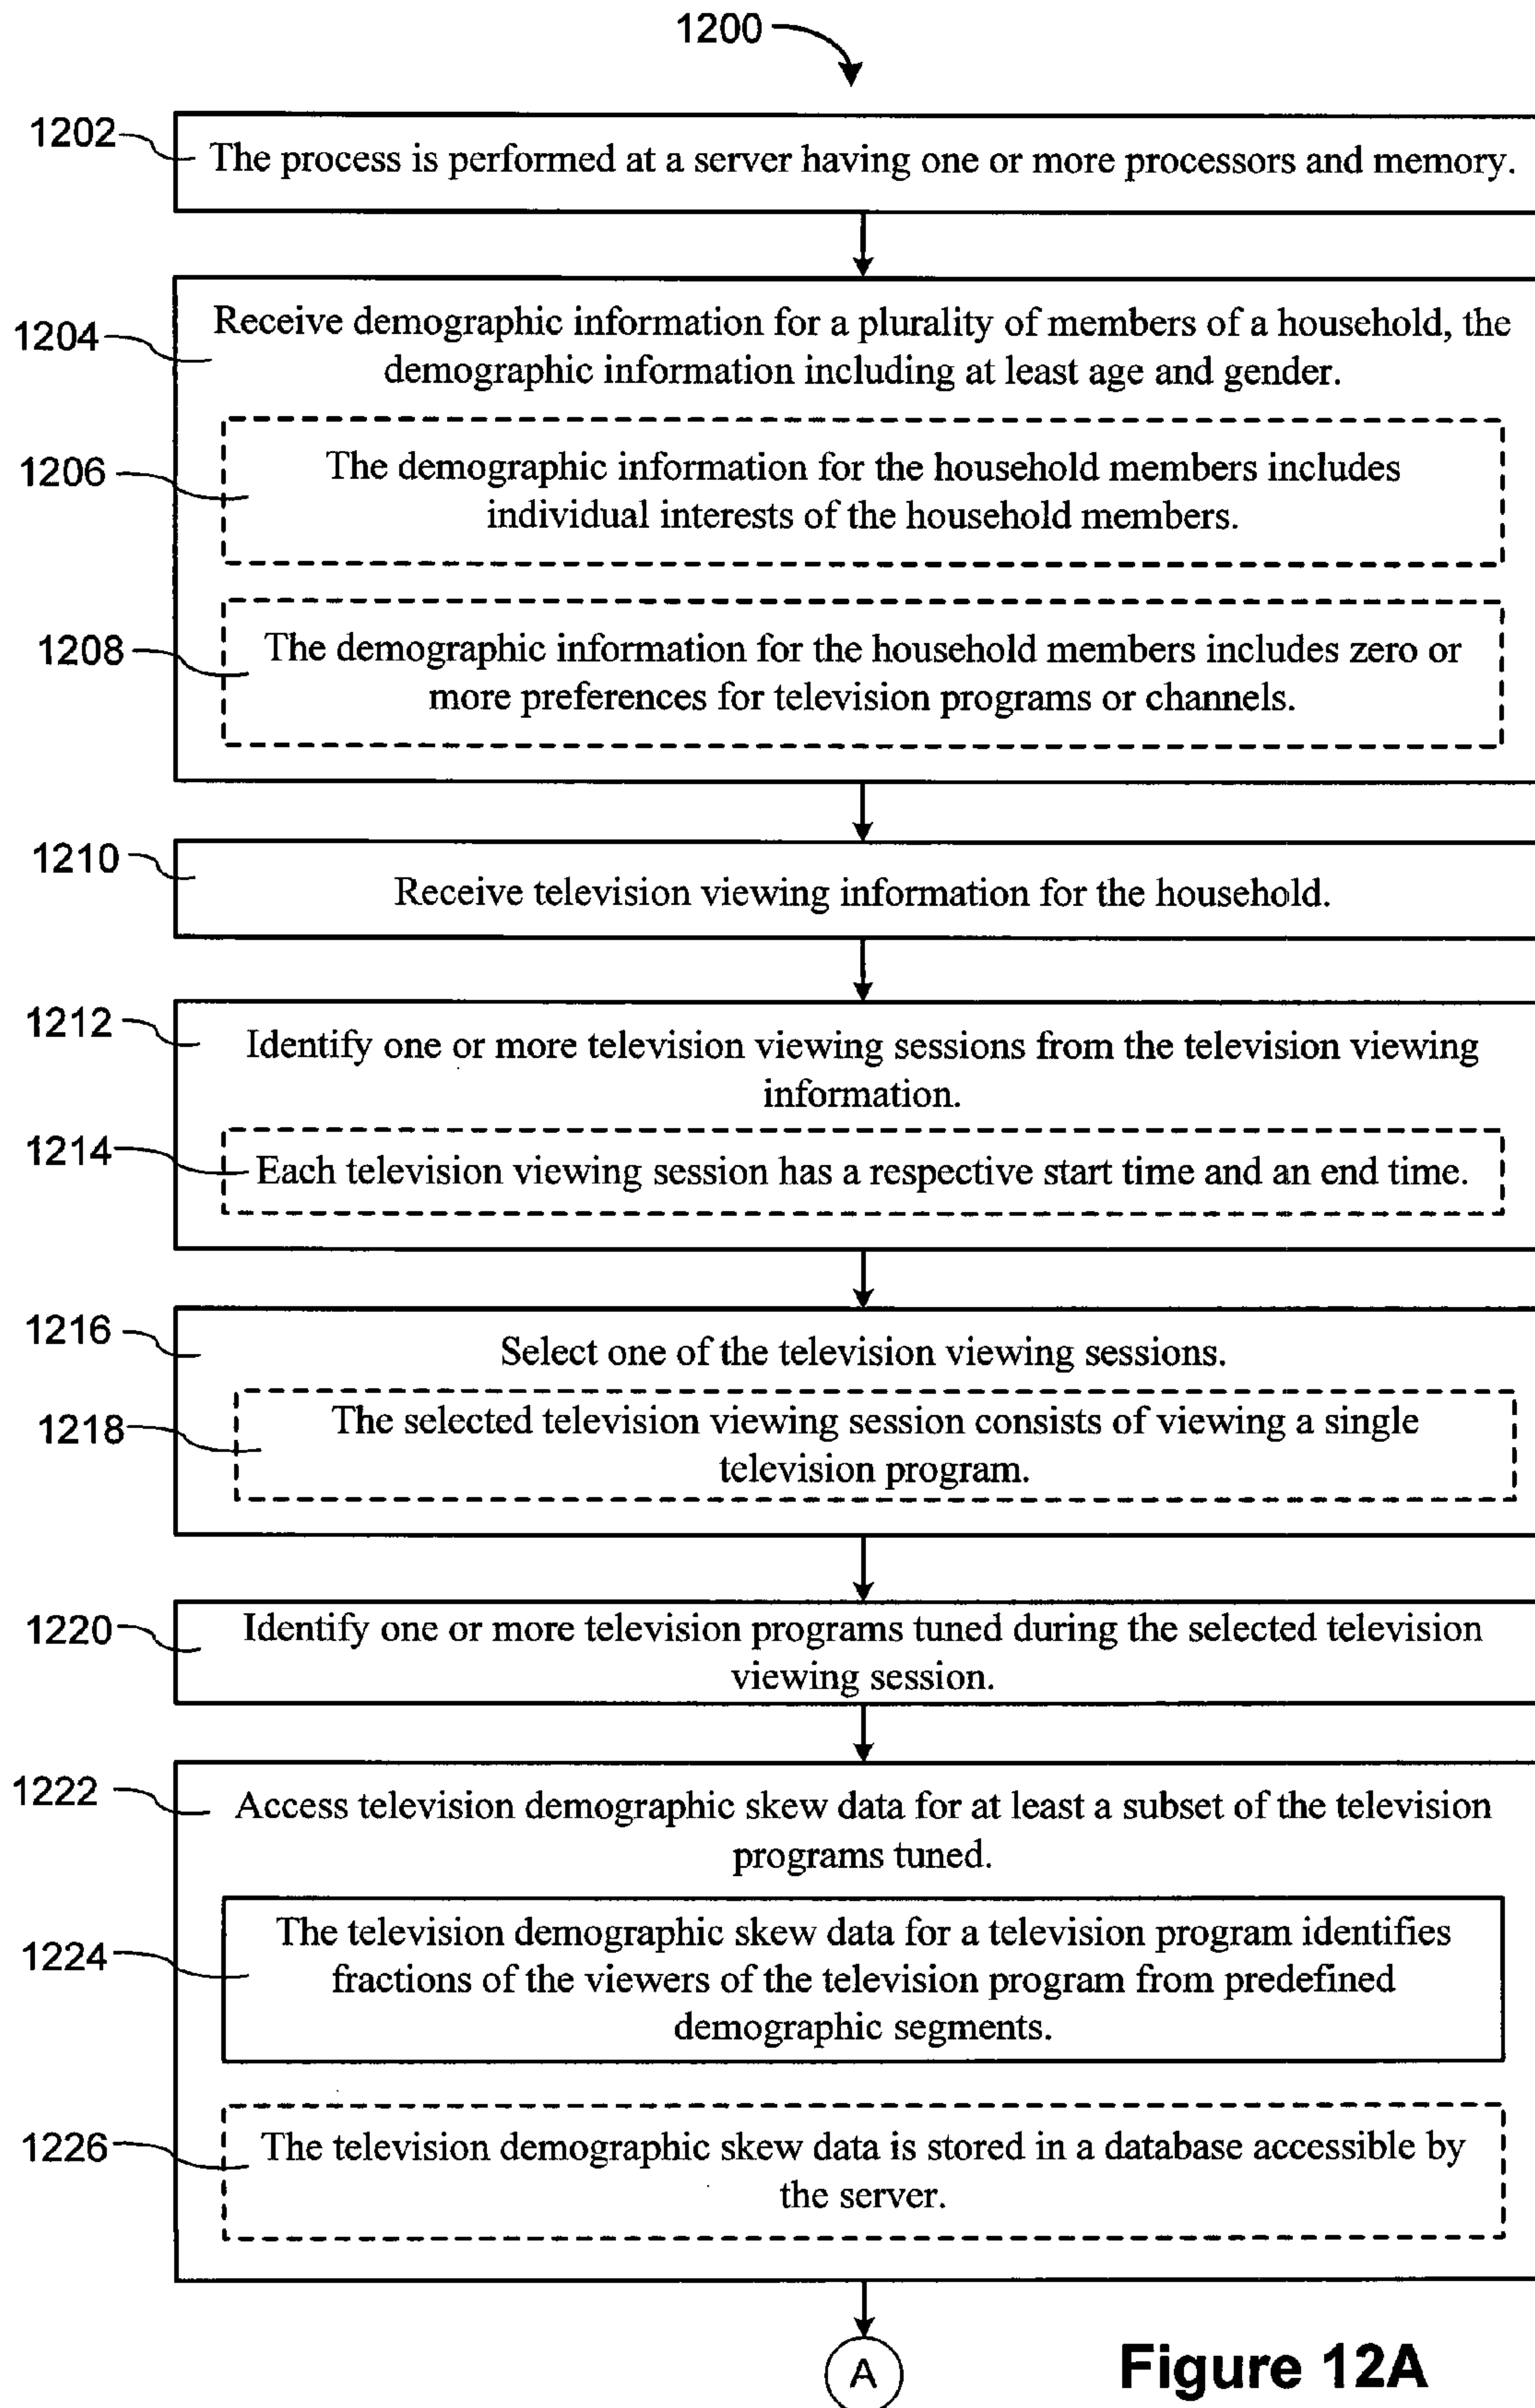 1200
1202
The process is performed at a server having one or more processors and memory.
1204
Receive demographic information for a plurality of members of a household, the
demographic information including at least age and gender.
1206
The demographic information for the household members includes
individual interests of the household members.
1208
The demographic information for the household members includes zero or
more preferences for television programs or channels.
1210
Receive television viewing information for the household.
1212
Identify one or more television viewing sessions from the television viewing
information.
1214
Each television viewing session has a respective start time and an end time.
1216
Select one of the television viewing sessions.
1218
The selected television viewing session consists of viewing a single
television program.
1220
Identify one or more television programs tuned during the selected television
viewing session.
1222
Access television demographic skew data for at least a subset of the television
programs tuned.
1224
The television demographic skew data for a television program identifies
fractions of the viewers of the television program from predefined
demographic segments.
1226
The television demographic skew data is stored in a database accessible by
the server.
A
Figure 12A